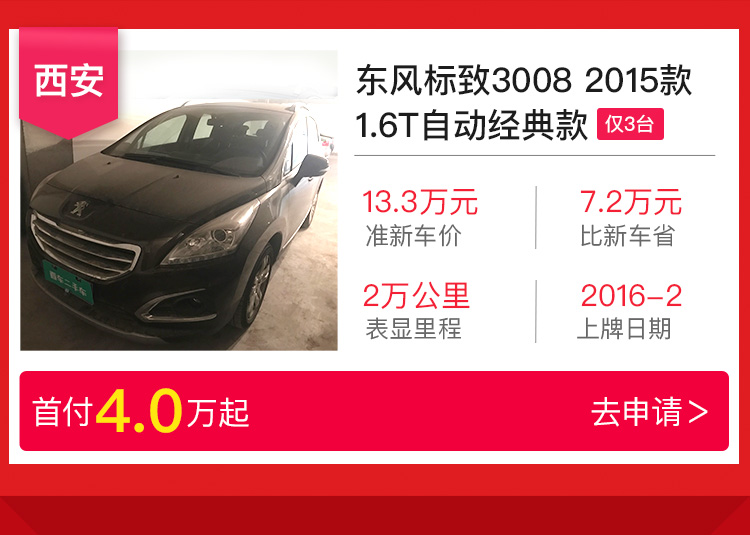 西安
东风标致3008 2015款
1.6T自动经典款 仅3台
13.3万元 7.2万元
准新车价 比新车省
2万公里 2016-2
表显里程 上牌日期
首付4.0万起 去申请>